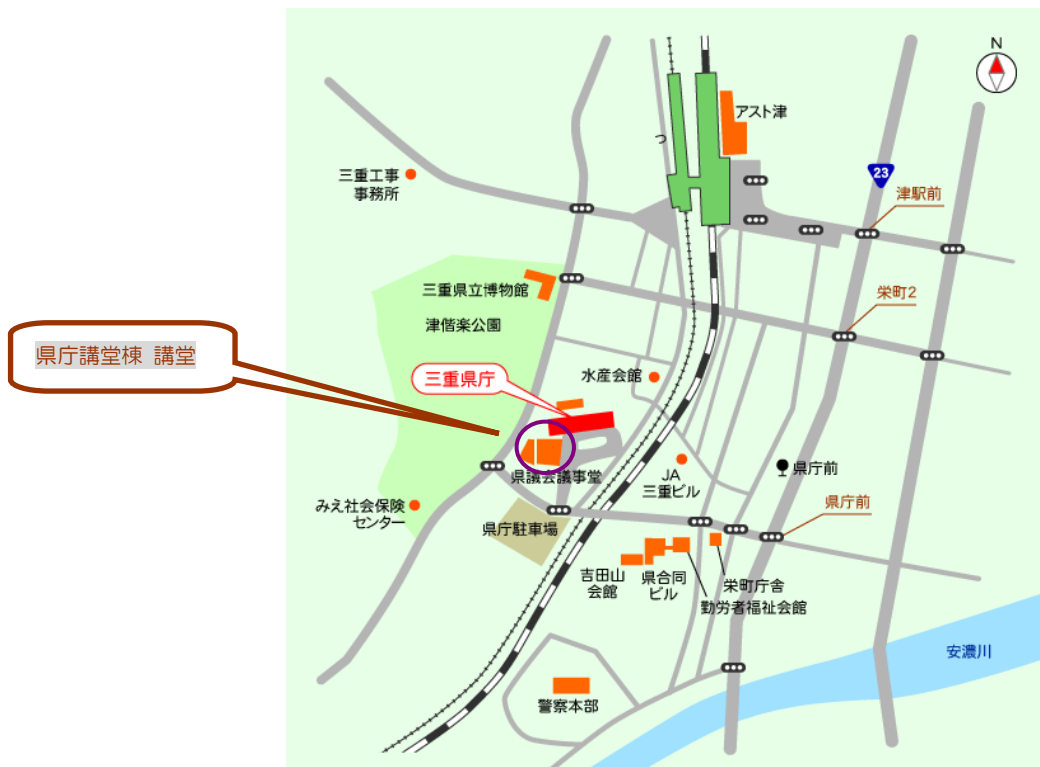 N
アスト津
つ
三重工事
事務所
23
津駅前
三重県立博物館
栄町2
津偕楽公園
県庁講堂棟 講堂
三重県庁
水産会館
県議会議事堂
JA
三重ビル
県庁前
みえ社会保険
センター
県庁前
県庁駐車場
吉田山
会館
県合同
ビル
栄町庁舎
勤労者福祉会館
安濃川
警察本部